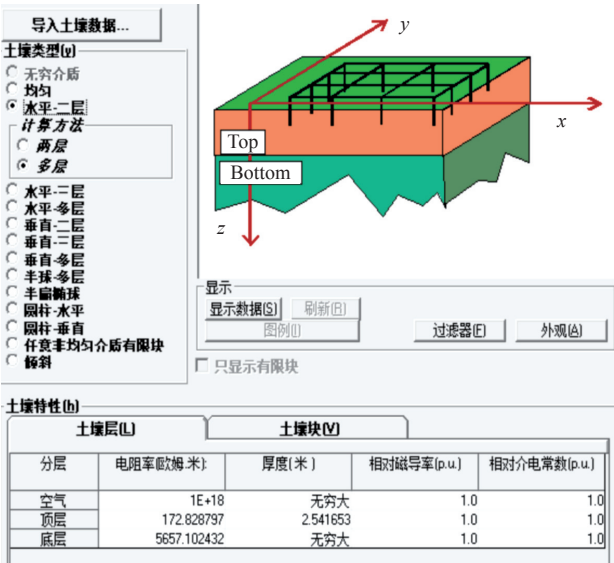 导入土壤数据...
土壤类型(y)
无穷介质
均匀
水平-二层
计算方法
两层
多层
水平-三层
水平-多层
垂直-二层
垂直-三层
垂直-多层
半球-多层
半扁椭球
圆柱-水平
圆柱-垂直
任意非均匀介质有限块
倾斜
y
x
Top
Bottom
z
显示
显示数据(S) 刷新(R)
图例(I) 过滤器(F) 外观(A)
只显示有限块
土壤特性(h)
土壤层(L) 土壤块(V)
分层 电阻率(欧姆.米): 厚度(米) 相对磁导率(p.u.) 相对介电常数(p.u.)
空气 1E+18 无穷大 1.0 1.0
顶层 172.828797 2.541653 1.0 1.0
底层 5657.102432 无穷大 1.0 1.0